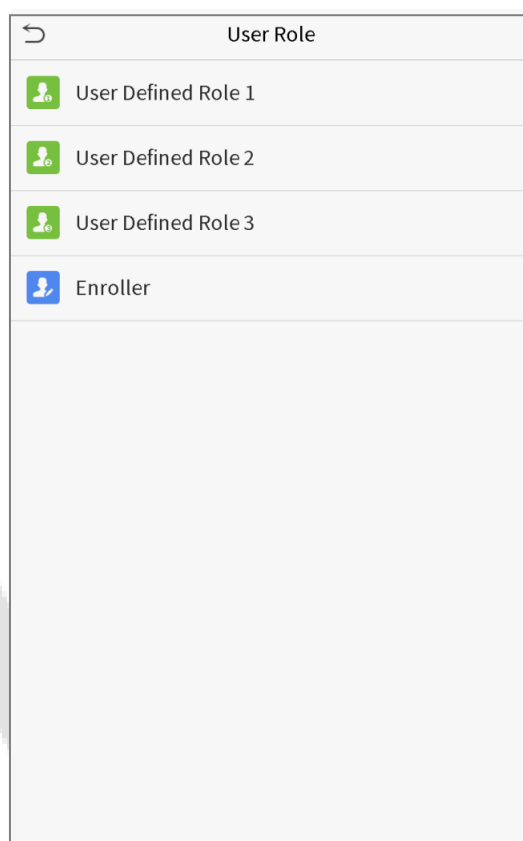 User Role
User Defined Role 1
User Defined Role 2
User Defined Role 3
Enroller